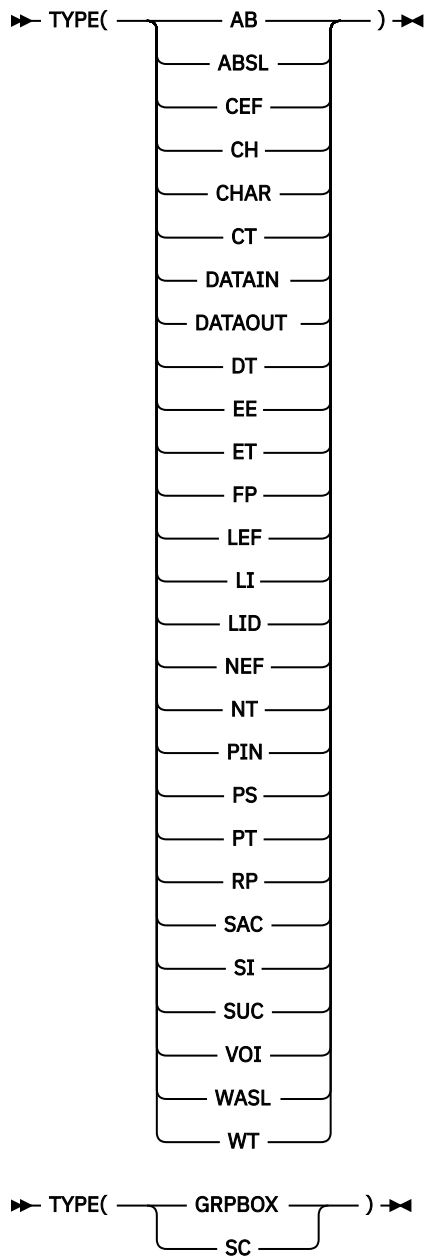 TYPE( AB )
ABSL
CEF
CH
CHAR
CT
DATAIN
DATAOUT
DT
EE
ET
FP
LEF
LI
LID
NEF
NT
PIN
PS
PT
RP
SAC
SI
SUC
VOI
WASL
WT
TYPE( GRPBOX )
SC